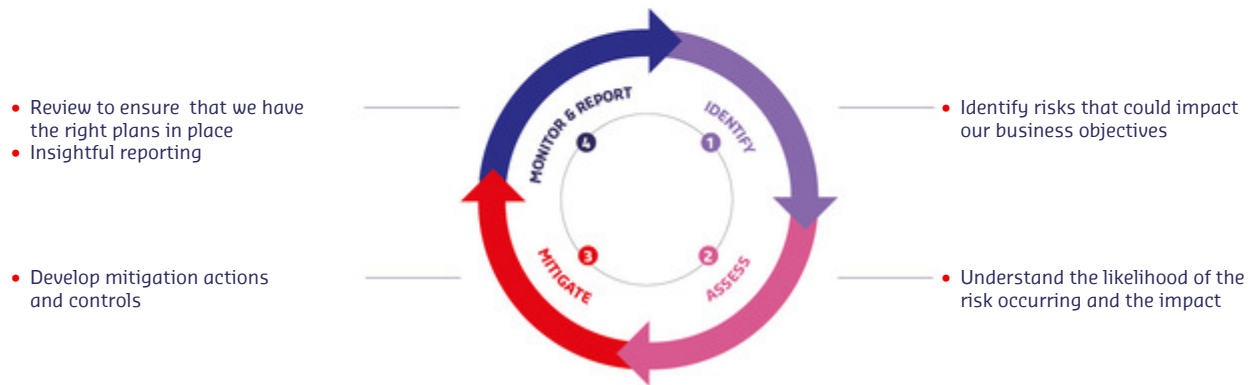 • Review to ensure that we have
the right plans in place
• Insightful reporting
MONITOR & REPORT
4
IDENTIFY
1
• Identify risks that could impact
our business objectives
• Develop mitigation actions
and controls
MITIGATE
3
ASSESS
2
• Understand the likelihood of the
risk occurring and the impact